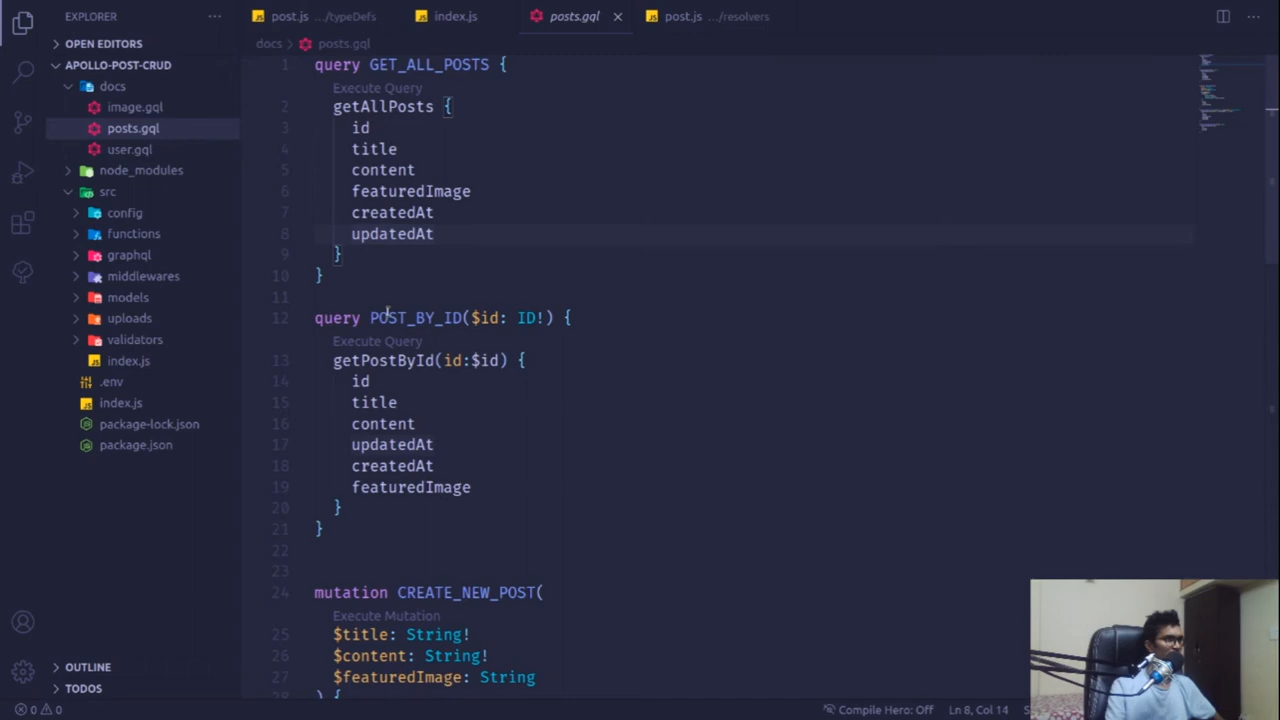 EXPLORER
post.js .../typeDefs
index.js
posts.gql
post.js .../resolvers
OPEN EDITORS
docs > posts.gql
APOLLO-POST-CRUD
docs
image.gql
posts.gql
user.gql
node_modules
src
config
functions
graphql
middlewares
models
uploads
validators
index.js
.env
index.js
package-lock.json
package.json
OUTLINE
TODOS
1 query GET_ALL_POSTS {
Execute Query
2 getAllPosts {
3 id
4 title
5 content
6 featuredImage
7 createdAt
8 updatedAt
9 }
10 }
11
12 query POST_BY_ID($id: ID!) {
Execute Query
13 getPostById(id:$id) {
14 id
15 title
16 content
17 updatedAt
18 createdAt
19 featuredImage
20 }
21 }
22
23
24 mutation CREATE_NEW_POST(
Execute Mutation
25 $title: String!
26 $content: String!
27 $featuredImage: String
28 ) {
0 0
Compile Hero: Off
Ln 8, Col 14